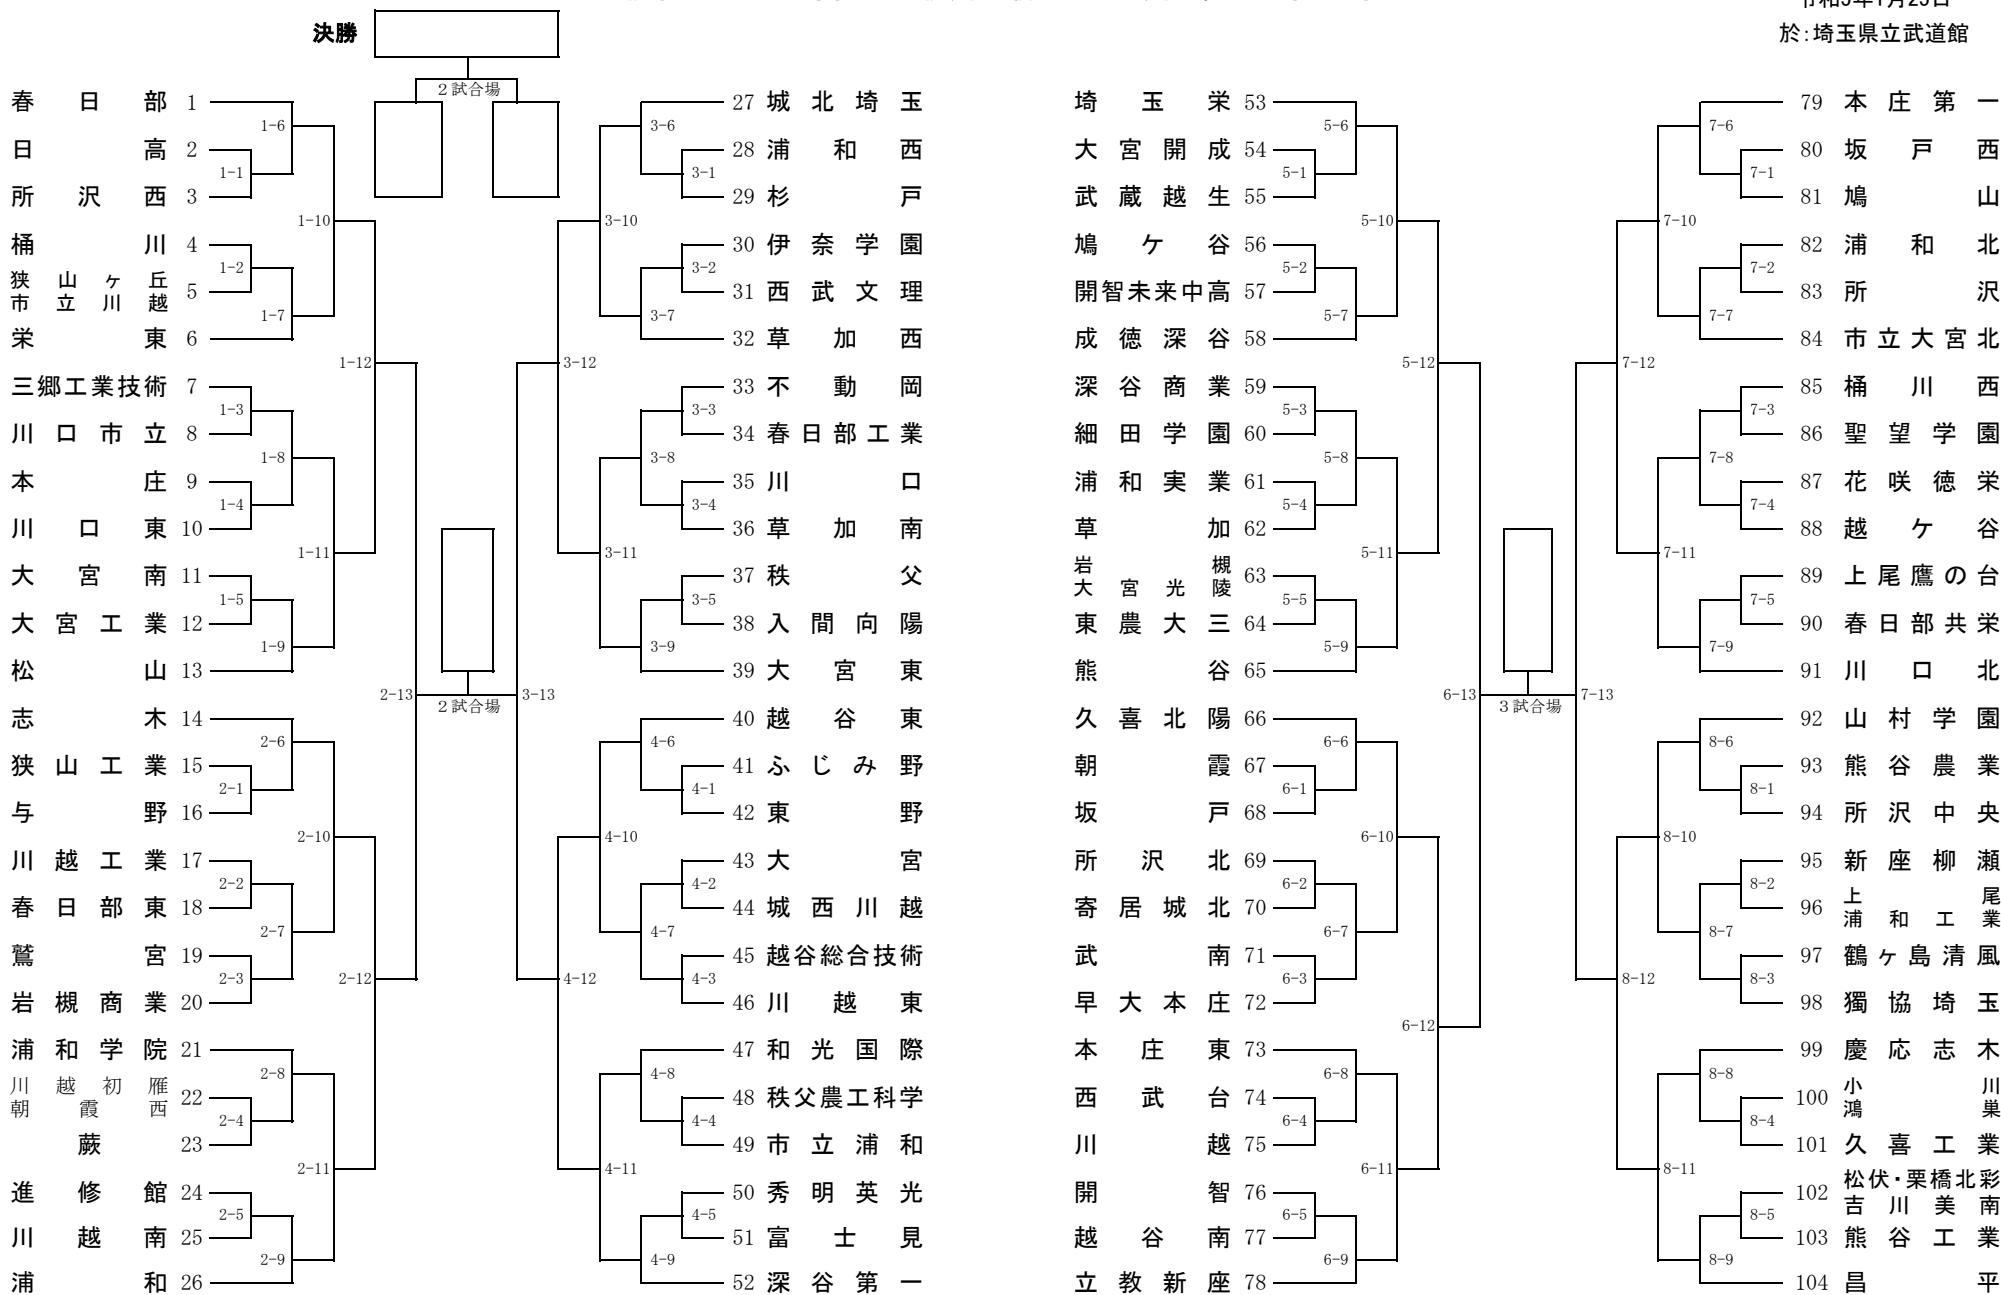 決勝
於:埼玉県立武道館
2試合場
春日部 1
1-6
日高 2
1-1
所沢西 3
1-10
桶川 4
1-2
狭山ヶ丘
市立川越 5
1-7
栄東 6
1-12
三郷工業技術 7
1-3
川口市立 8
1-8
本庄 9
1-4
川口東 10
1-11
大宮南 11
1-5
大宮工業 12
1-9
松山 13
2-13
志木 14
2-6
狭山工業 15
2-1
与野 16
2-10
川越工業 17
2-2
春日部東 18
2-7
鷲宮 19
2-3
2-12
岩槻商業 20
浦和学院 21
2-8
川越初雁
朝霞西 22
2-4
蕨 23
2-11
進修館 24
2-5
川越南 25
2-9
浦和 26
2試合場
27 城北埼玉
3-6
28 浦和西
3-1
29 杉戸
3-10
30 伊奈学園
3-2
31 西武文理
3-7
32 草加西
3-12
33 不動岡
3-3
34 春日部工業
3-8
35 川口
3-4
36 草加南
3-11
37 秩父
3-5
38 入間向陽
3-9
39 大宮東
3-13
40 越谷東
4-6
41 ふじみ野
4-1
42 東野
4-10
43 大宮
4-2
44 城西川越
4-7
45 越谷総合技術
4-3
4-12
46 川越東
47 和光国際
4-8
48 秩父農工科学
4-4
49 市立浦和
4-11
50 秀明英光
4-5
51 富士見
4-9
52 深谷第一
埼玉栄 53
5-6
大宮開成 54
5-1
武蔵越生 55
5-10
鳩ケ谷 56
5-2
開智未来中高 57
5-7
成徳深谷 58
5-12
深谷商業 59
5-3
細田学園 60
5-8
浦和実業 61
5-4
草加 62
5-11
岩槻
大宮光陵 63
5-5
東農大三 64
5-9
熊谷 65
6-13
久喜北陽 66
6-6
朝霞 67
6-1
坂戸 68
6-10
所沢北 69
6-2
寄居城北 70
6-7
武南 71
6-3
早大本庄 72
6-12
本庄東 73
6-8
西武台 74
6-4
川越 75
6-11
開智 76
6-5
越谷南 77
6-9
立教新座 78
3試合場
79 本庄第一
7-6
80 坂戸西
7-1
81 鳩山
7-10
82 浦和北
7-2
83 所沢
7-7
84 市立大宮北
7-12
85 桶川西
7-3
86 聖望学園
7-8
87 花咲徳栄
7-4
88 越ケ谷
7-11
89 上尾鷹の台
7-5
90 春日部共栄
7-9
91 川口北
7-13
92 山村学園
8-6
93 熊谷農業
8-1
94 所沢中央
8-10
95 新座柳瀬
8-2
96 上尾
浦和工業
8-7
97 鶴ヶ島清風
8-3
8-12
98 獨協埼玉
99 慶応志木
8-8
100 小川
鴻巣
8-4
101 久喜工業
8-11
102 松伏・栗橋北彩
吉川美南
8-5
103 熊谷工業
8-9
104 昌平